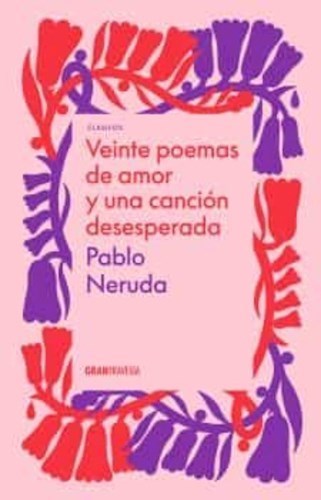 CLÁSICOS
Veinte poemas
de amor
y una canción
desesperada
Pablo
Neruda
GRANTRAVESÍA